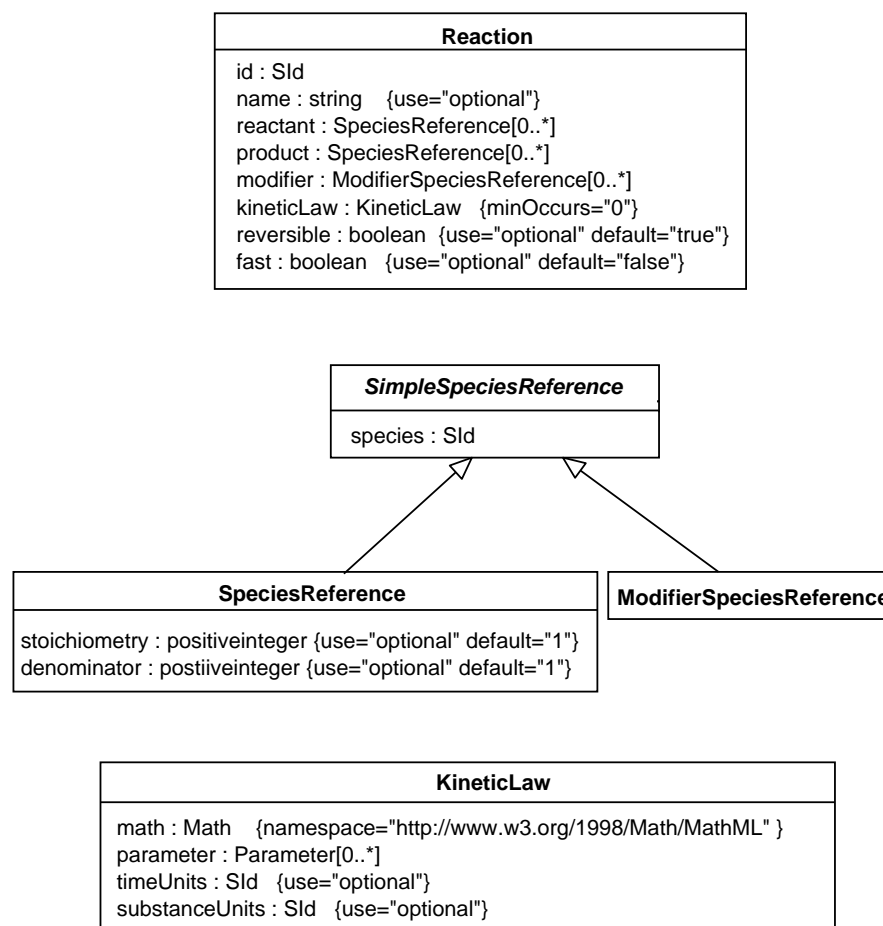 Reaction
id : SId
name : string {use="optional"}
reactant : SpeciesReference[0..*]
product : SpeciesReference[0..*]
modifier : ModifierSpeciesReference[0..*]
kineticLaw : KineticLaw {minOccurs="0"}
reversible : boolean {use="optional" default="true"}
fast : boolean {use="optional" default="false"}
SimpleSpeciesReference
species : SId
SpeciesReference
stoichiometry : positiveinteger {use="optional" default="1"}
denominator : postiiveinteger {use="optional" default="1"}
ModifierSpeciesReference
KineticLaw
math : Math {namespace="http://www.w3.org/1998/Math/MathML" }
parameter : Parameter[0..*]
timeUnits : SId {use="optional"}
substanceUnits : SId {use="optional"}